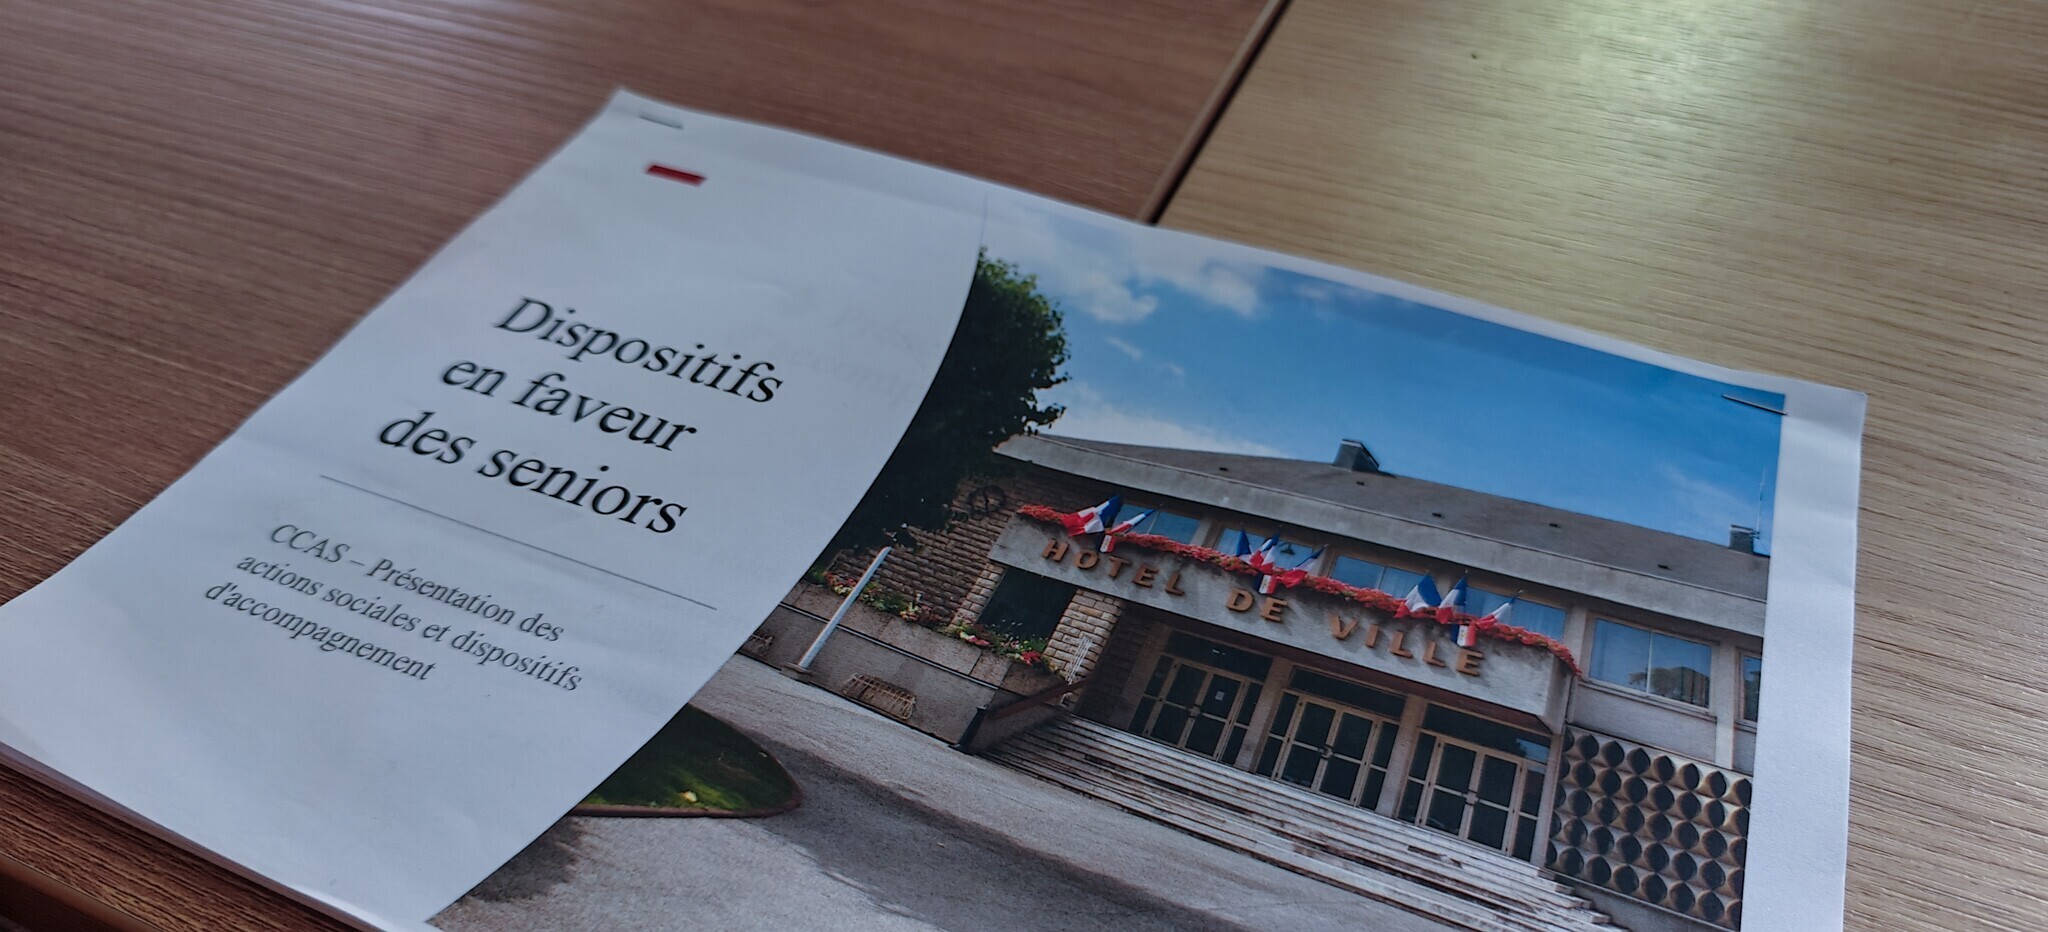 Dispositifs
en faveur
des seniors
CCAS – Présentation des
actions sociales et dispositifs
d'accompagnement
HOTEL DE VILLE